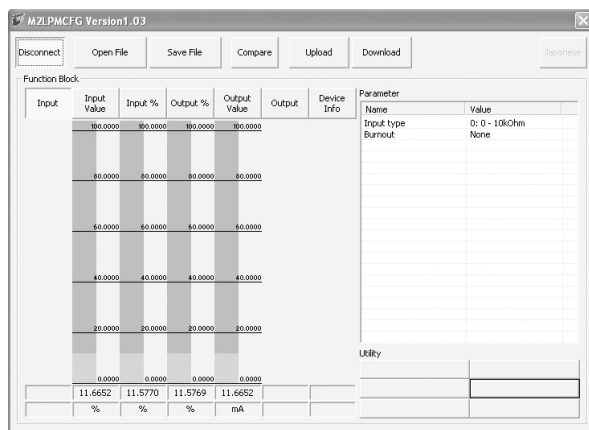 M2LPMCFG Version1.03
Disconnect Open File Save File Compare Upload Download Japanese
Function Block
Input Input Value Input % Output % Output Value Output Device Info
100.0000 100.0000 100.0000 100.0000
80.0000 80.0000 80.0000 80.0000
60.0000 60.0000 60.0000 60.0000
40.0000 40.0000 40.0000 40.0000
20.0000 20.0000 20.0000 20.0000
0.0000 0.0000 0.0000 0.0000
11.6652 11.5770 11.5769 11.6652
% % % mA
Parameter
Name Value
Input type 0: 0 - 10kOhm
Burnout None
Utility